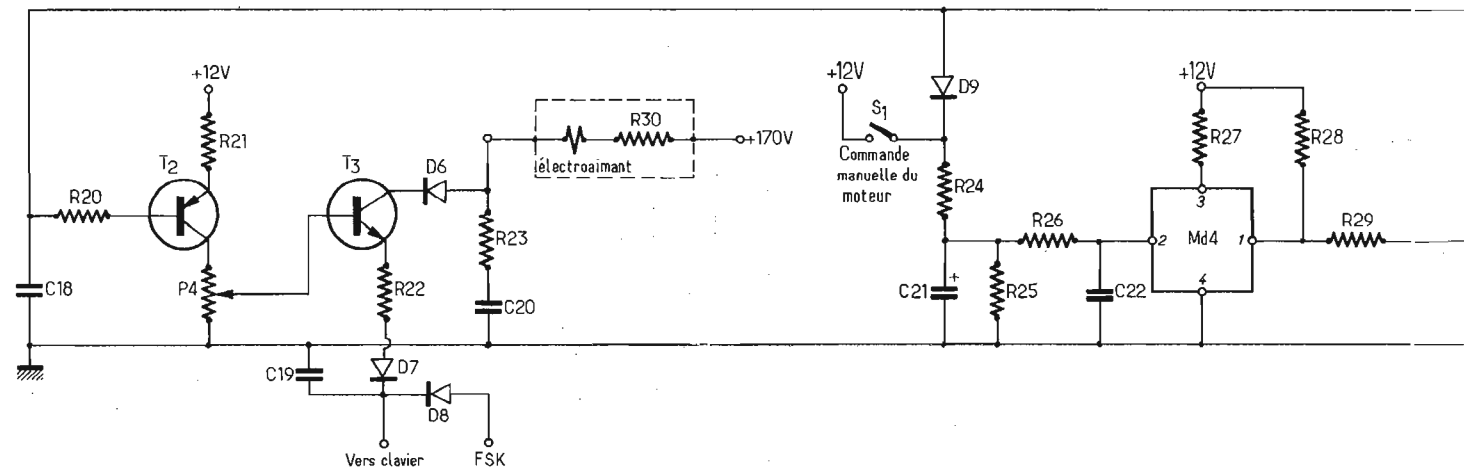 +12V
R21
T2
R20
P4
C18
T3
D6
R22
R23
C20
électroaimant
R30
+170V
C19
D7
D8
Vers clavier
FSK
+12V
S1
Commande
manuelle du
moteur
D9
R24
R26
C21
+
R25
C22
+12V
R27
R28
3
2
Md4
1
4
R29